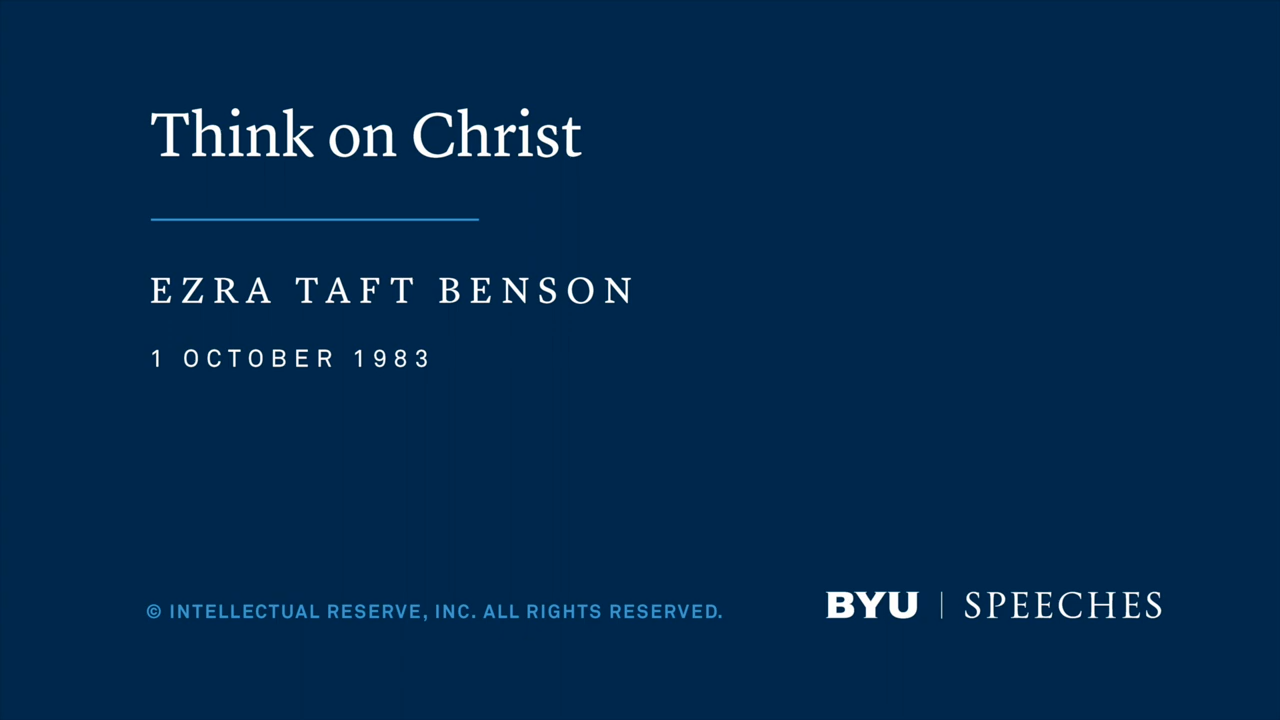 Think on Christ
EZRA TAFT BENSON
1 OCTOBER 1983
© INTELLECTUAL RESERVE, INC. ALL RIGHTS RESERVED.
BYU | SPEECHES